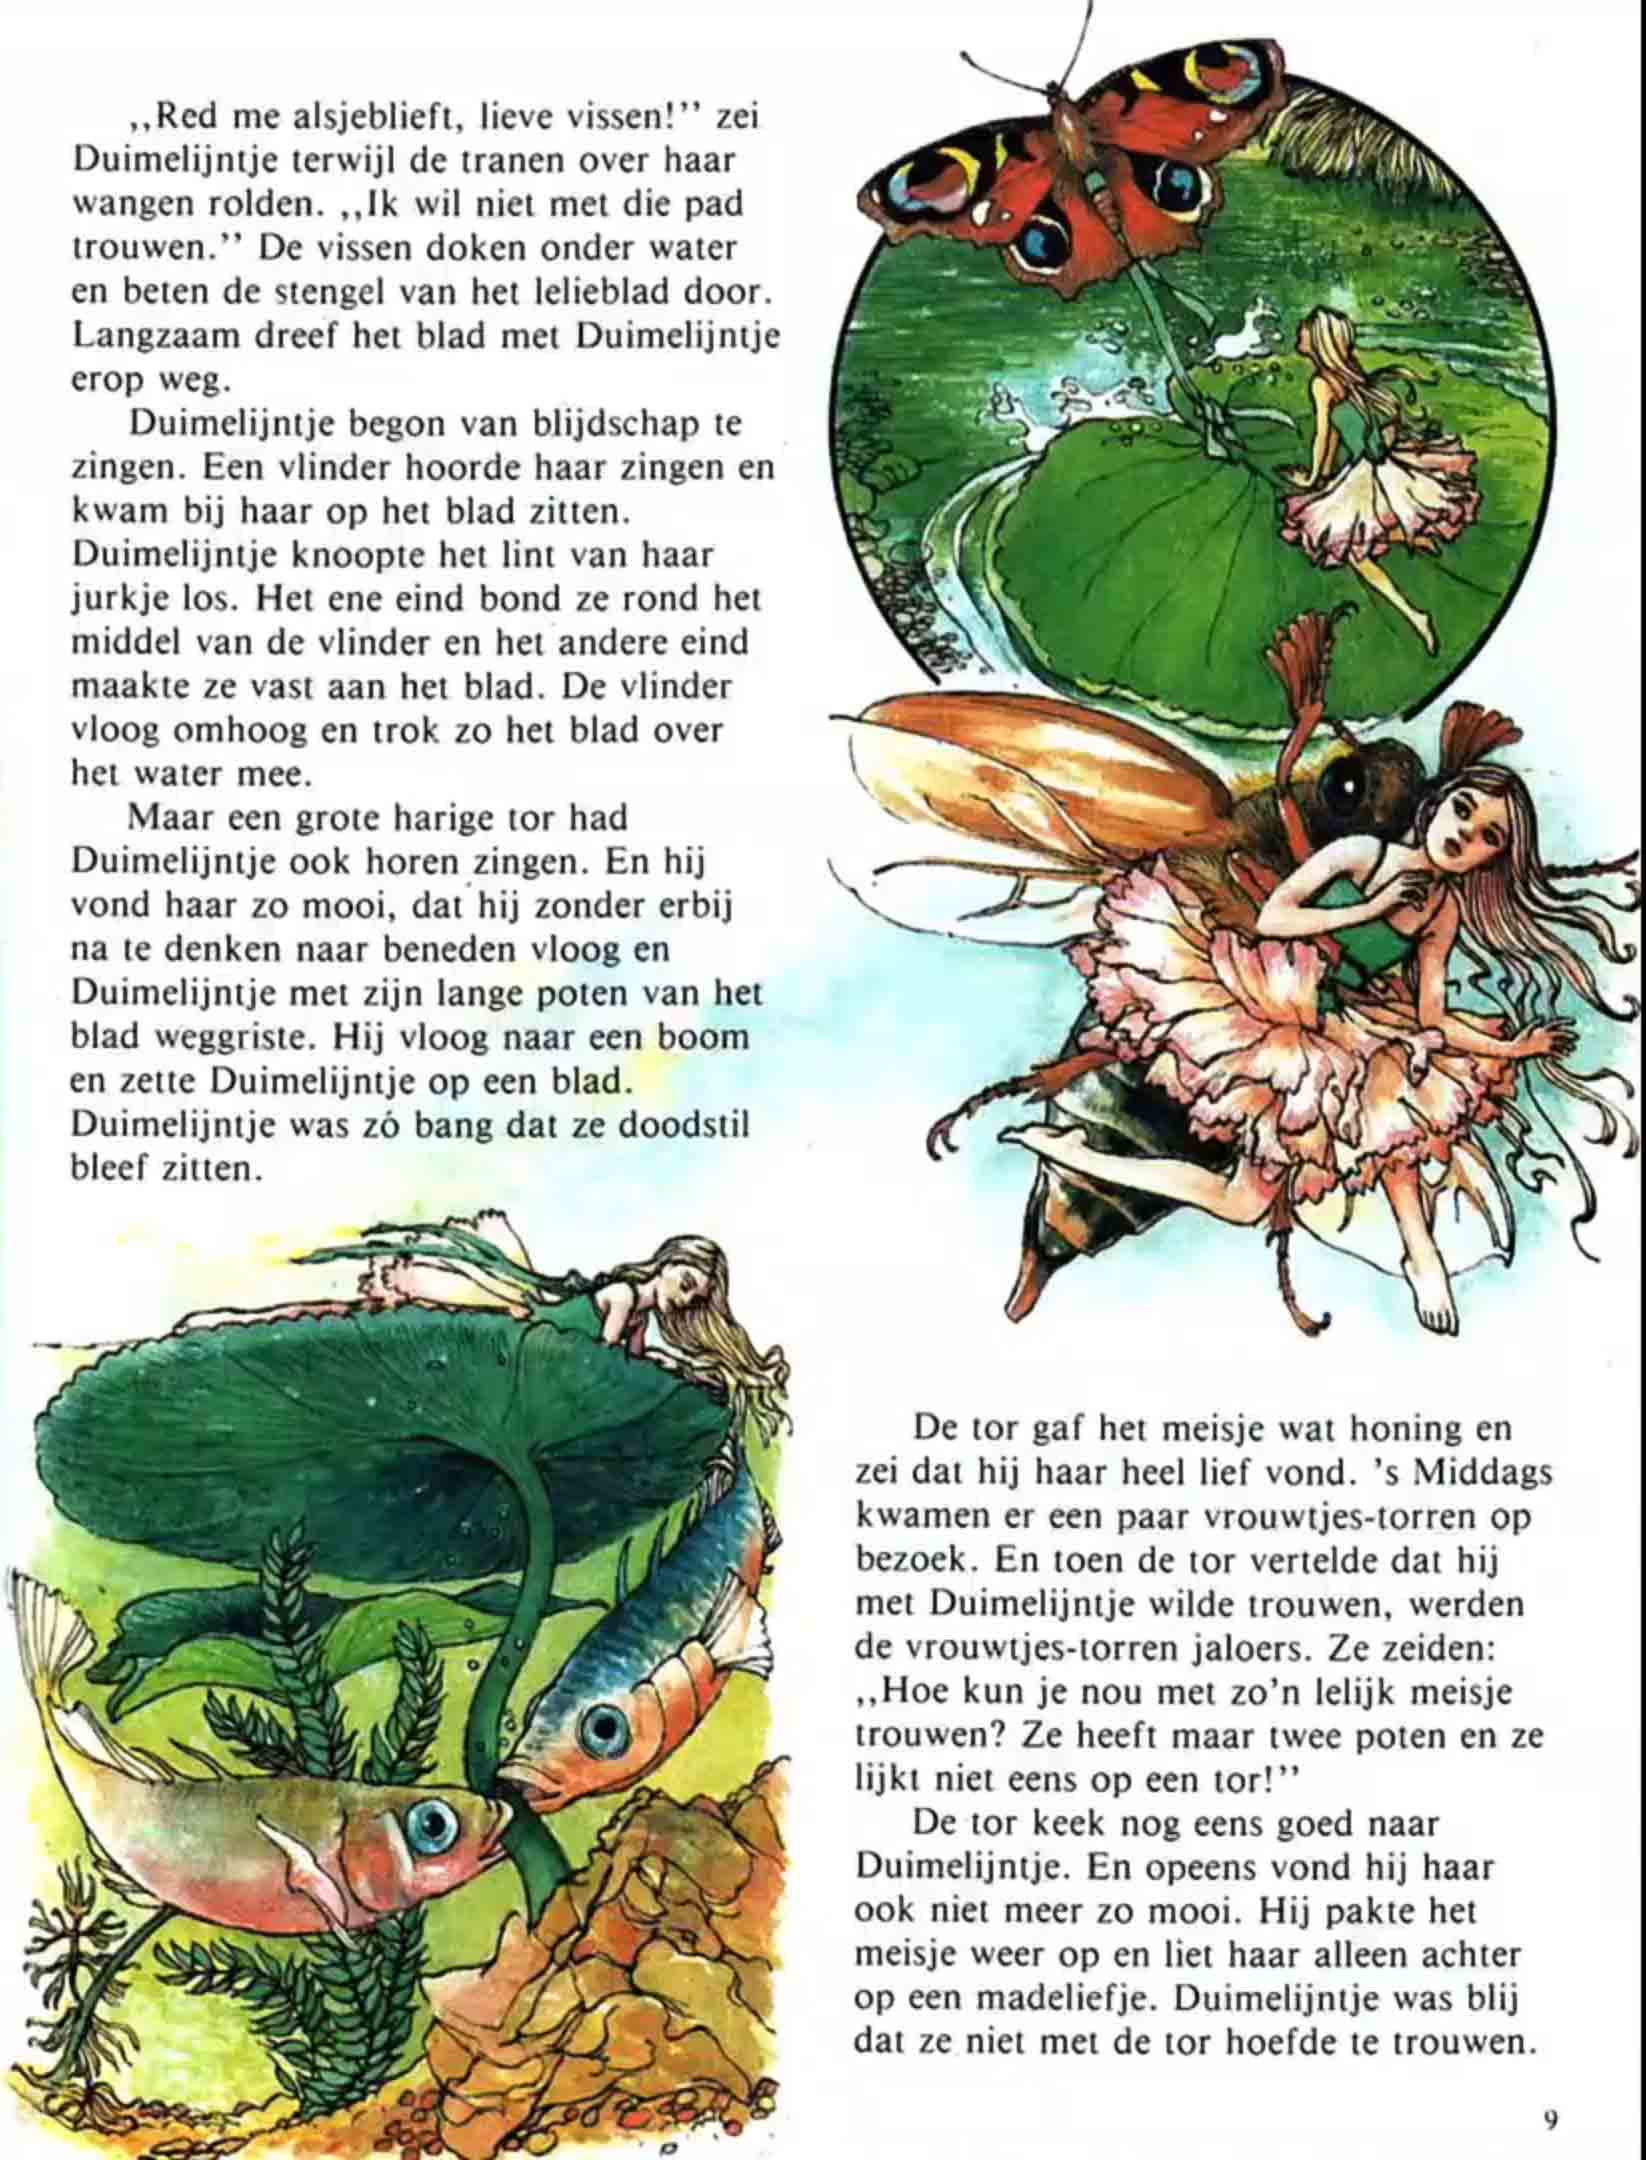 ,,Red me alsjeblieft, lieve vissen!'' zei
Duimelijntje terwijl de tranen over haar
wangen rolden. ,,Ik wil niet met die pad
trouwen.'' De vissen doken onder water
en beten de stengel van het lelieblad door.
Langzaam dreef het blad met Duimelijntje
erop weg.
Duimelijntje begon van blijdschap te
zingen. Een vlinder hoorde haar zingen en
kwam bij haar op het blad zitten.
Duimelijntje knoopte het lint van haar
jurkje los. Het ene eind bond ze rond het
middel van de vlinder en het andere eind
maakte ze vast aan het blad. De vlinder
vloog omhoog en trok zo het blad over
het water mee.
Maar een grote harige tor had
Duimelijntje ook horen zingen. En hij
vond haar zo mooi, dat hij zonder erbij
na te denken naar beneden vloog en
Duimelijntje met zijn lange poten van het
blad weggriste. Hij vloog naar een boom
en zette Duimelijntje op een blad.
Duimelijntje was zó bang dat ze doodstil
bleef zitten.
De tor gaf het meisje wat honing en
zei dat hij haar heel lief vond. 's Middags
kwamen er een paar vrouwtjes-torren op
bezoek. En toen de tor vertelde dat hij
met Duimelijntje wilde trouwen, werden
de vrouwtjes-torren jaloers. Ze zeiden:
,,Hoe kun je nou met zo'n lelijk meisje
trouwen? Ze heeft maar twee poten en ze
lijkt niet eens op een tor!''
De tor keek nog eens goed naar
Duimelijntje. En opeens vond hij haar
ook niet meer zo mooi. Hij pakte het
meisje weer op en liet haar alleen achter
op een madeliefje. Duimelijntje was blij
dat ze niet met de tor hoefde te trouwen.
9